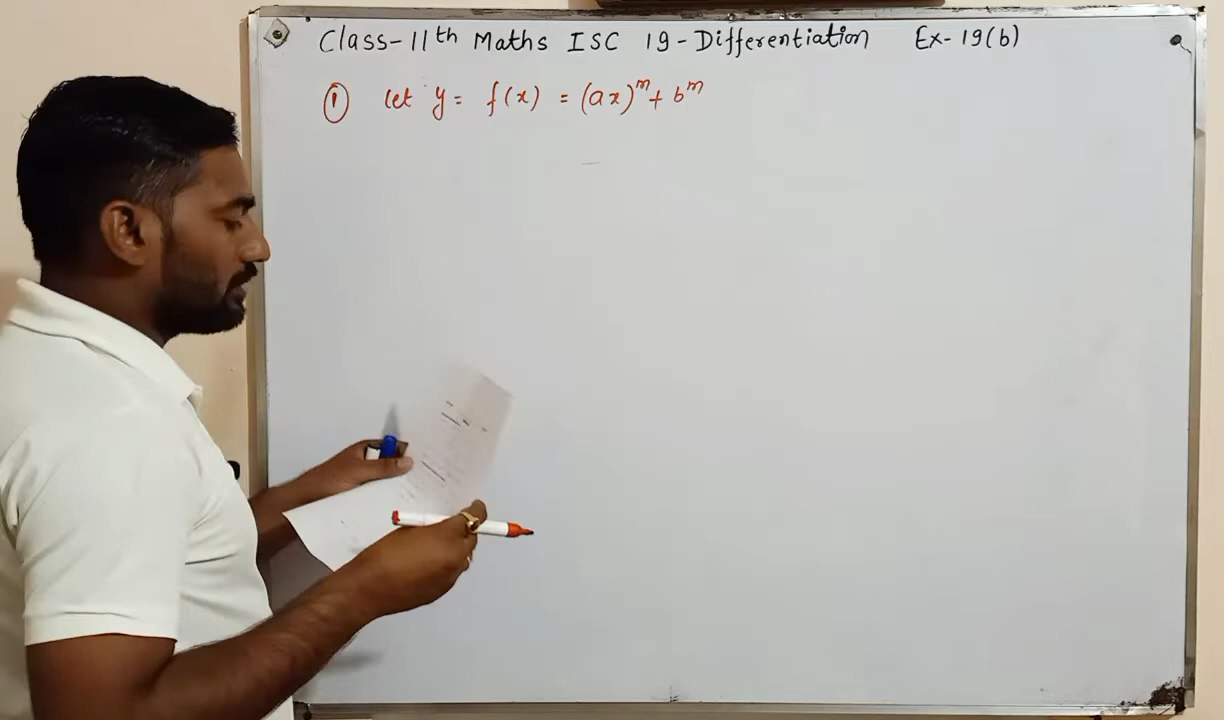 Class-11th Maths ISC 19-Differentiation Ex-19(b)
① let y = f(x) = (ax)^m + b^m